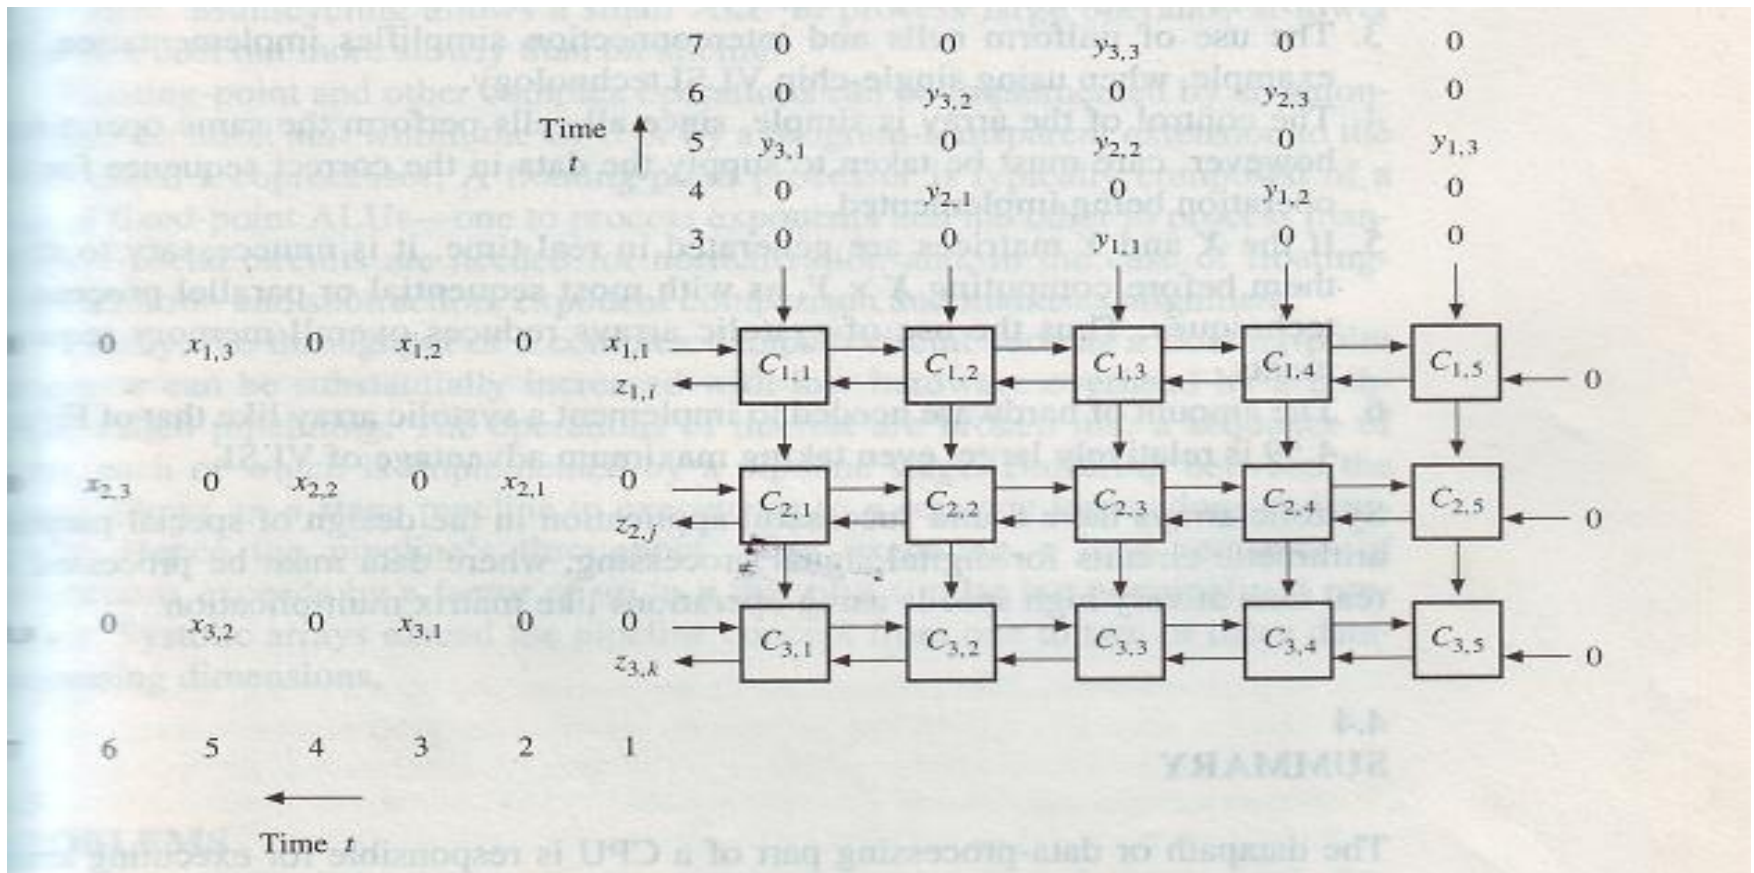 7 0 0 y3,3 0 0
6 0 y3,2 0 y2,3 0
Time
t
5 y3,1 0 y2,2 0 y1,3
4 0 y2,1 0 y1,2 0
3 0 0 y1,1 0 0
0 x1,3 0 x1,2 0 x1,1
C1,1 C1,2 C1,3 C1,4 C1,5
z1,i 0
x2,3 0 x2,2 0 x2,1 0
C2,1 C2,2 C2,3 C2,4 C2,5
z2,j 0
0 x3,2 0 x3,1 0 0
C3,1 C3,2 C3,3 C3,4 C3,5
z3,k 0
6 5 4 3 2 1
Time t